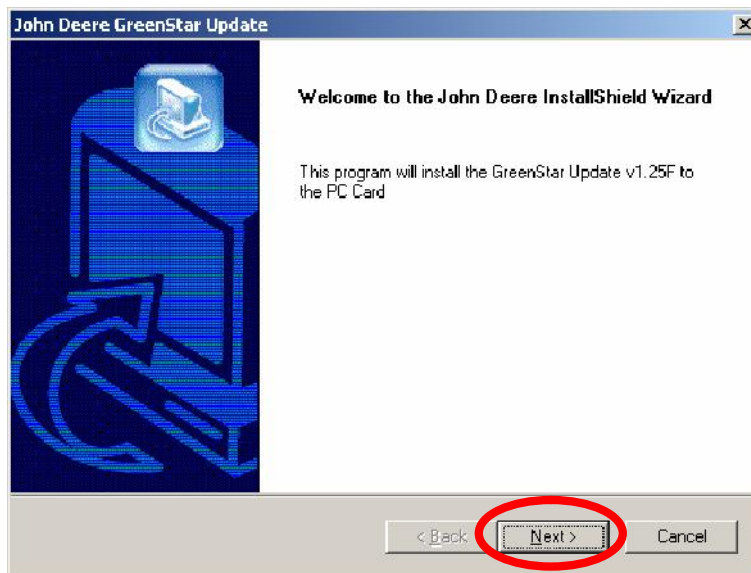 John Deere GreenStar Update
Welcome to the John Deere InstallShield Wizard
This program will install the GreenStar Update v1.25F to
the PC Card
< Back
Next >
Cancel